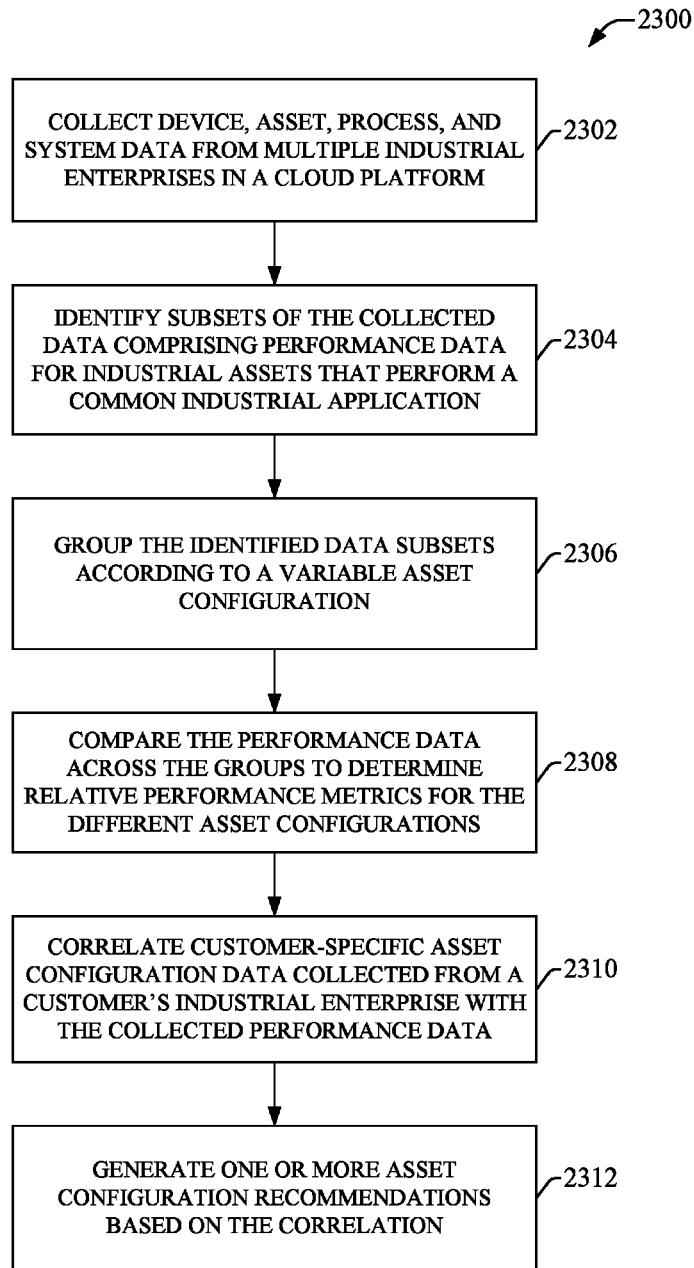 2300
COLLECT DEVICE, ASSET, PROCESS, AND
SYSTEM DATA FROM MULTIPLE INDUSTRIAL
ENTERPRISES IN A CLOUD PLATFORM
2302
IDENTIFY SUBSETS OF THE COLLECTED
DATA COMPRISING PERFORMANCE DATA
FOR INDUSTRIAL ASSETS THAT PERFORM A
COMMON INDUSTRIAL APPLICATION
2304
GROUP THE IDENTIFIED DATA SUBSETS
ACCORDING TO A VARIABLE ASSET
CONFIGURATION
2306
COMPARE THE PERFORMANCE DATA
ACROSS THE GROUPS TO DETERMINE
RELATIVE PERFORMANCE METRICS FOR THE
DIFFERENT ASSET CONFIGURATIONS
2308
CORRELATE CUSTOMER-SPECIFIC ASSET
CONFIGURATION DATA COLLECTED FROM A
CUSTOMER'S INDUSTRIAL ENTERPRISE WITH
THE COLLECTED PERFORMANCE DATA
2310
GENERATE ONE OR MORE ASSET
CONFIGURATION RECOMMENDATIONS
BASED ON THE CORRELATION
2312